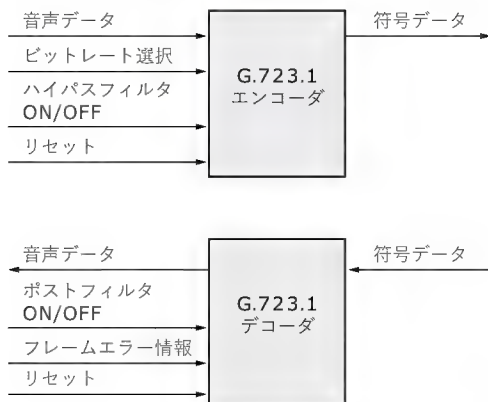 音声データ
ビットレート選択
ハイパスフィルタ
ON/OFF
リセット
G.723.1
エンコーダ
符号データ
音声データ
ポストフィルタ
ON/OFF
フレームエラー情報
リセット
G.723.1
デコーダ
符号データ